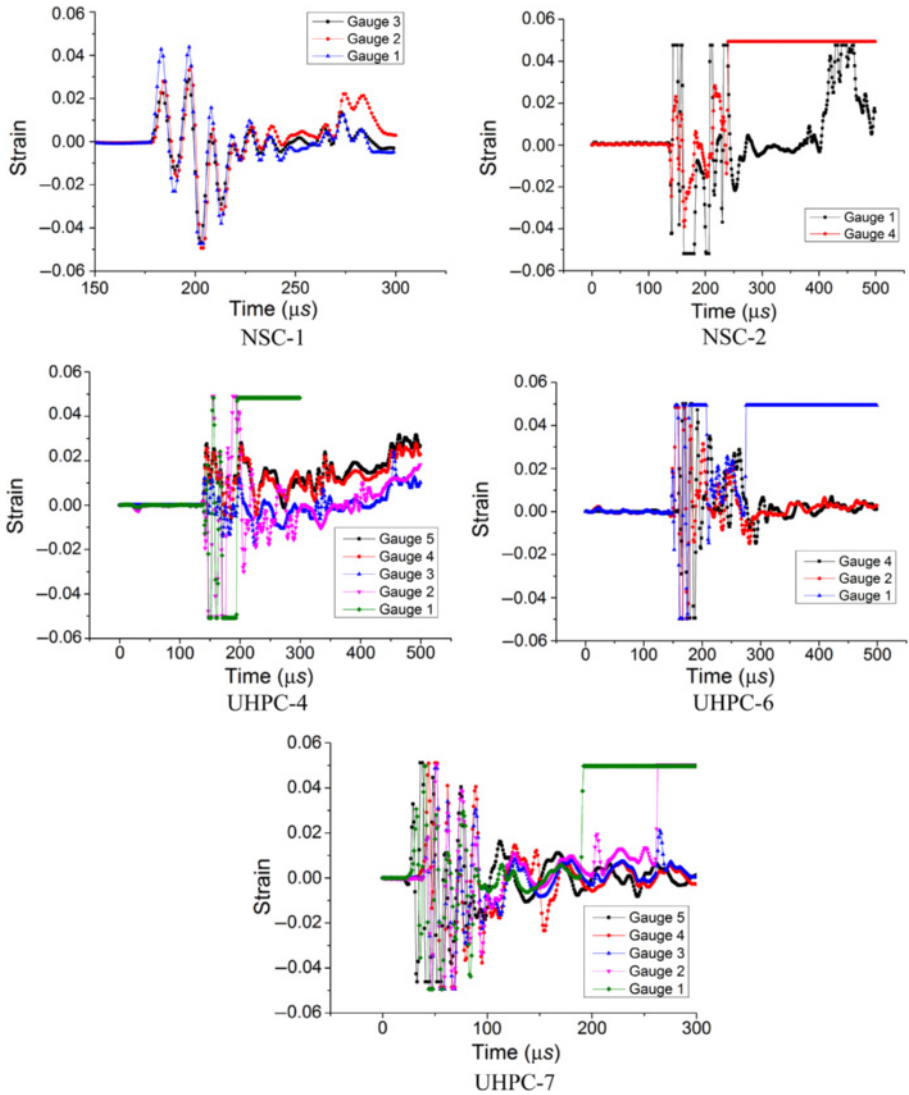 0.06
0.04
0.02
0.00
–0.02
–0.04
–0.06
Strain
Gauge 3
Gauge 2
Gauge 1
150
200
250
300
Time (μs)
NSC-1
0.06
0.04
0.02
0.00
–0.02
–0.04
–0.06
Strain
Gauge 1
Gauge 4
0
100
200
300
400
500
Time (μs)
NSC-2
0.06
0.04
0.02
0.00
–0.02
–0.04
–0.06
Strain
Gauge 5
Gauge 4
Gauge 3
Gauge 2
Gauge 1
0
100
200
300
400
500
Time (μs)
UHPC-4
0.06
0.04
0.02
0.00
–0.02
–0.04
–0.06
Strain
Gauge 4
Gauge 2
Gauge 1
0
100
200
300
400
500
Time (μs)
UHPC-6
0.06
0.04
0.02
0.00
–0.02
–0.04
–0.06
Strain
Gauge 5
Gauge 4
Gauge 3
Gauge 2
Gauge 1
0
100
200
300
Time (μs)
UHPC-7